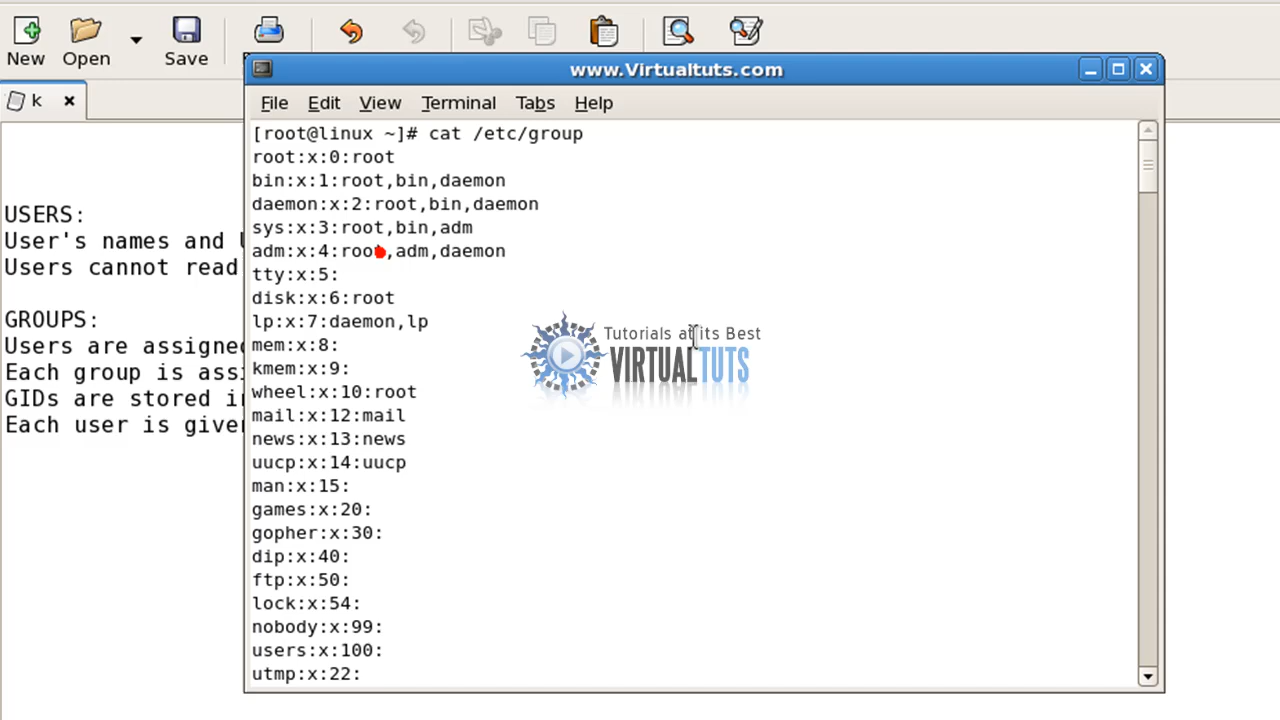 New Open Save
k
www.Virtualtuts.com
File Edit View Terminal Tabs Help
[root@linux ~]# cat /etc/group
root:x:0:root
bin:x:1:root,bin,daemon
daemon:x:2:root,bin,daemon
sys:x:3:root,bin,adm
adm:x:4:root,adm,daemon
tty:x:5:
disk:x:6:root
lp:x:7:daemon,lp
mem:x:8:
kmem:x:9:
wheel:x:10:root
mail:x:12:mail
news:x:13:news
uucp:x:14:uucp
man:x:15:
games:x:20:
gopher:x:30:
dip:x:40:
ftp:x:50:
lock:x:54:
nobody:x:99:
users:x:100:
utmp:x:22:
USERS:
User's names and
Users cannot read
GROUPS:
Users are
Each group is
GIDs are stored
Each user is
Tutorials at its Best
VIRTUALTUTS